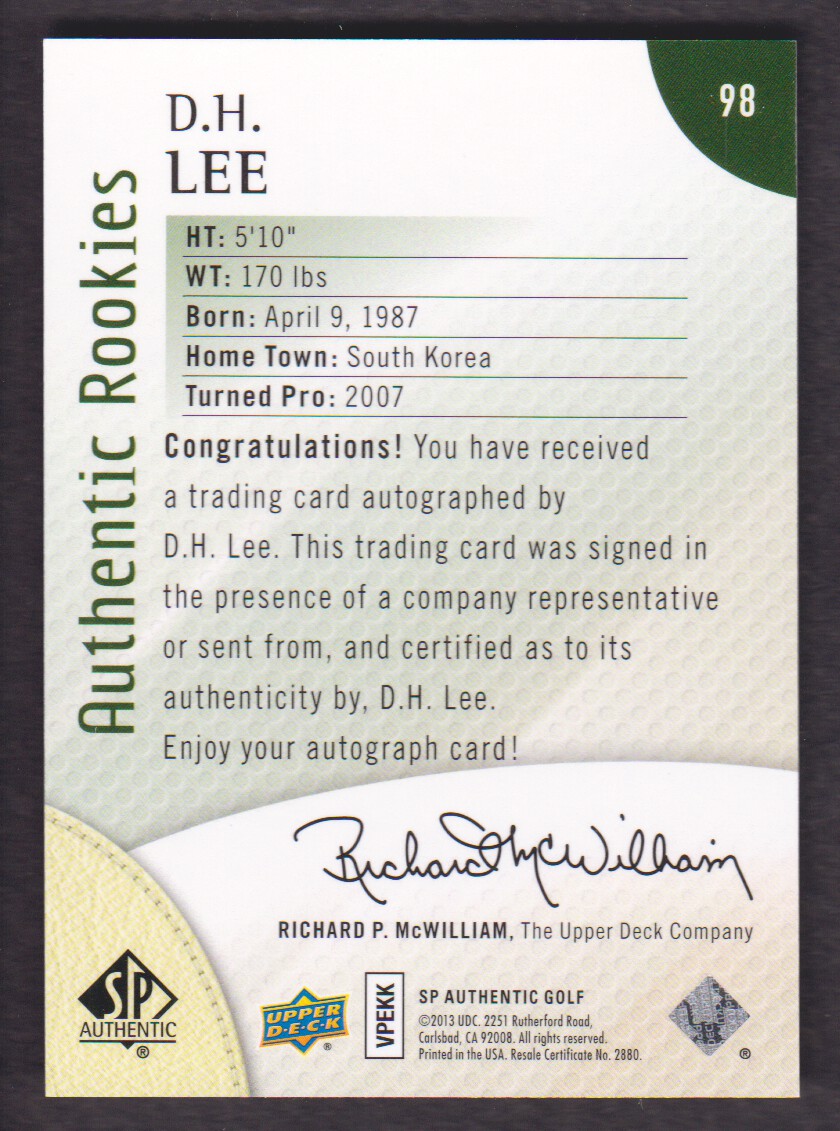 98
D.H.
LEE
Authentic Rookies
HT: 5'10"
WT: 170 lbs
Born: April 9, 1987
Home Town: South Korea
Turned Pro: 2007
Congratulations! You have received
a trading card autographed by
D.H. Lee. This trading card was signed in
the presence of a company representative
or sent from, and certified as to its
authenticity by, D.H. Lee.
Enjoy your autograph card!
Richard McWilliam
RICHARD P. McWILLIAM, The Upper Deck Company
SP
AUTHENTIC
®
UPPER
D·E·C·K
®
VPEKK
SP AUTHENTIC GOLF
©2013 UDC. 2251 Rutherford Road,
Carlsbad, CA 92008. All rights reserved.
Printed in the USA. Resale Certificate No. 2880.
®